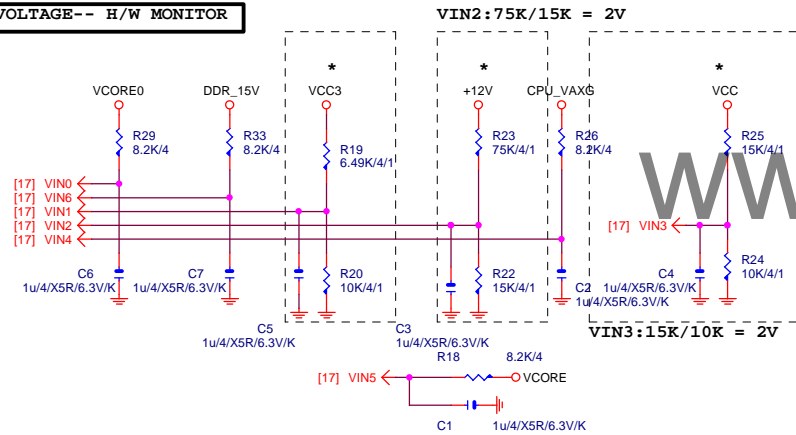 VOLTAGE-- H/W MONITOR
VIN2:75K/15K = 2V
* * *
VCORE0 DDR_15V VCC3 +12V CPU_VAXG VCC
R29 8.2K/4
R33 8.2K/4
R19 6.49K/4/1
R23 75K/4/1
R26 8.2K/4
R25 15K/4/1
WW
[17] VIN0
[17] VIN6
[17] VIN1
[17] VIN2
[17] VIN4
[17] VIN3
C6 1u/4/X5R/6.3V/K
C7 1u/4/X5R/6.3V/K
R20 10K/4/1
R22 15K/4/1
C2 1u/4/X5R/6.3V/K
C4 1u/4/X5R/6.3V/K
R24 10K/4/1
C5 1u/4/X5R/6.3V/K
C3 1u/4/X5R/6.3V/K
VIN3:15K/10K = 2V
R18 8.2K/4
[17] VIN5 VCORE
C1 1u/4/X5R/6.3V/K